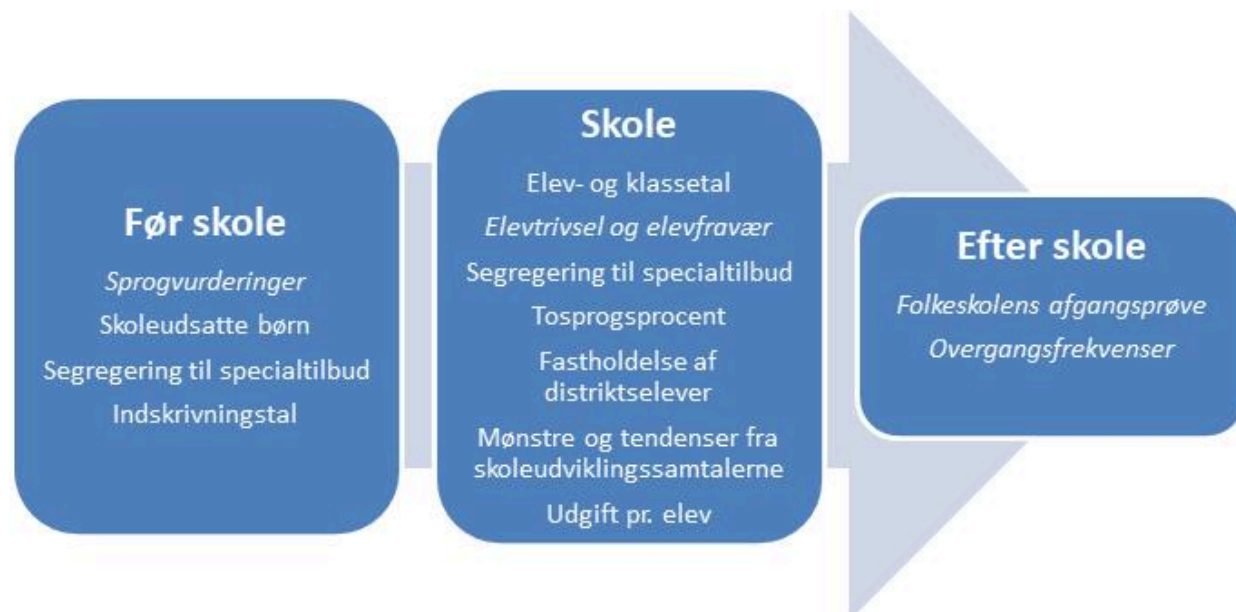 Før skole
Sprogvurderinger
Skoleudsatte børn
Segregering til specialtilbud
Indskrivningstal
Skole
Elev- og klassetal
Elevtrivsel og elevfravær
Segregering til specialtilbud
Tosprogsprocent
Fastholdelse af
distriktselever
Mønstre og tendenser fra
skoleudviklingssamtalerne
Udgift pr. elev
Efter skole
Folkeskolens afgangsprøve
Overgangsfrekvenser